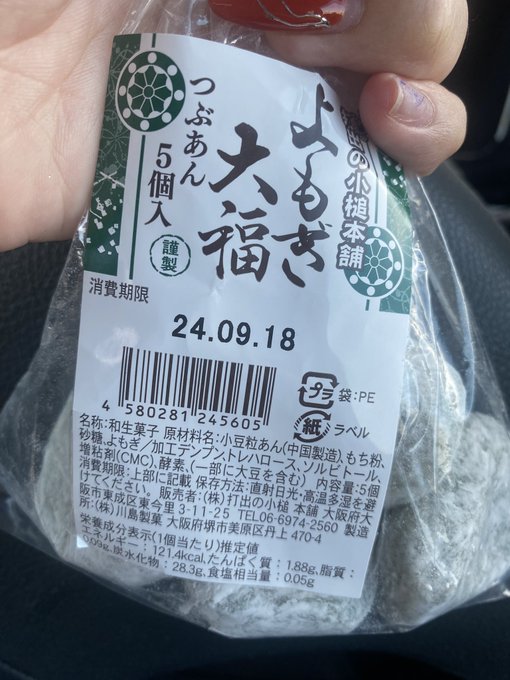 打出の小槌本舗
よもぎ
大福
つぶあん
5個入
謹製
消費期限
24.09.18
4 580281 245605
プラ 袋:PE
紙 ラベル
名称:和生菓子 原材料名:小豆粒あん(中国製造)、もち粉、
砂糖、よもぎ/加工デンプン、トレハロース、ソルビトール、
増粘剤(CMC)、酵素、(一部に大豆を含む) 内容量:5個
消費期限:上部に記載 保存方法:直射日光・高温多湿を避
けてください。 販売者:(株)打出の小槌 本舗 大阪府大
阪市東成区東今里 3-11-25 TEL06-6974-2560 製造
所:(株)川島製菓 大阪府堺市美原区丹上 470-4
栄養成分表示(1個当たり)推定値
エネルギー:121.4kcal、たんぱく質:1.88g、脂質:
0.09g、炭水化物:28.3g、食塩相当量:0.05g